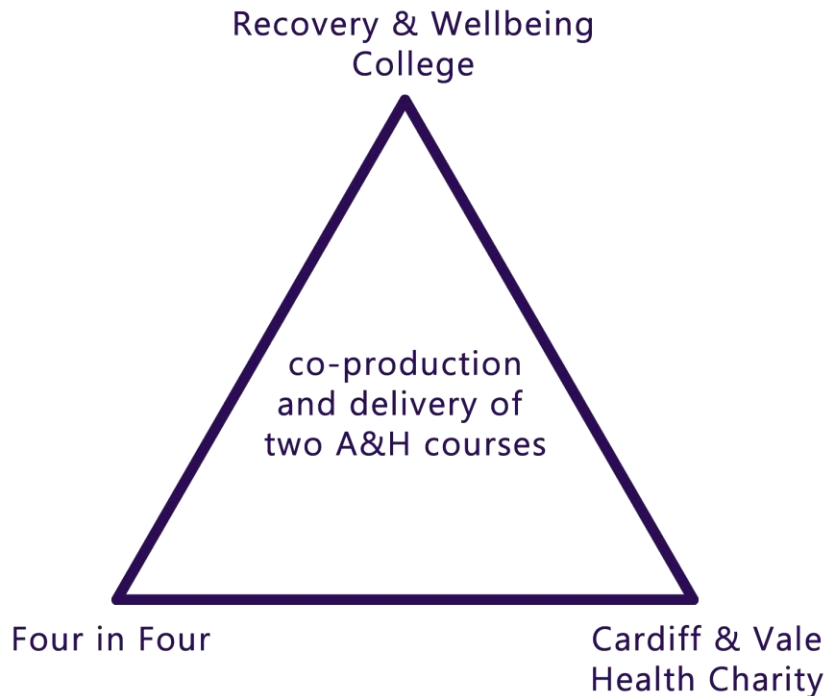 Recovery & Wellbeing
College
co-production
and delivery of
two A&H courses
Four in Four
Cardiff & Vale
Health Charity